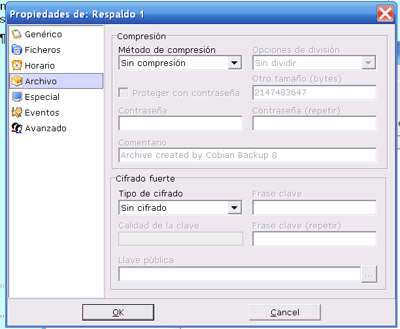 Propiedades de: Respaldo 1
Genérico
Ficheros
Horario
Archivo
Especial
Eventos
Avanzado
Compresión
Método de compresión
Opciones de división
Sin compresión
Sin dividir
Otro tamaño (bytes)
Proteger con contraseña
2147483647
Contraseña
Contraseña (repetir)
Comentario
Archive created by Cobian Backup 8
Cifrado fuerte
Tipo de cifrado
Frase clave
Sin cifrado
Calidad de la clave
Frase clave (repetir)
Llave pública
...
OK
Cancel